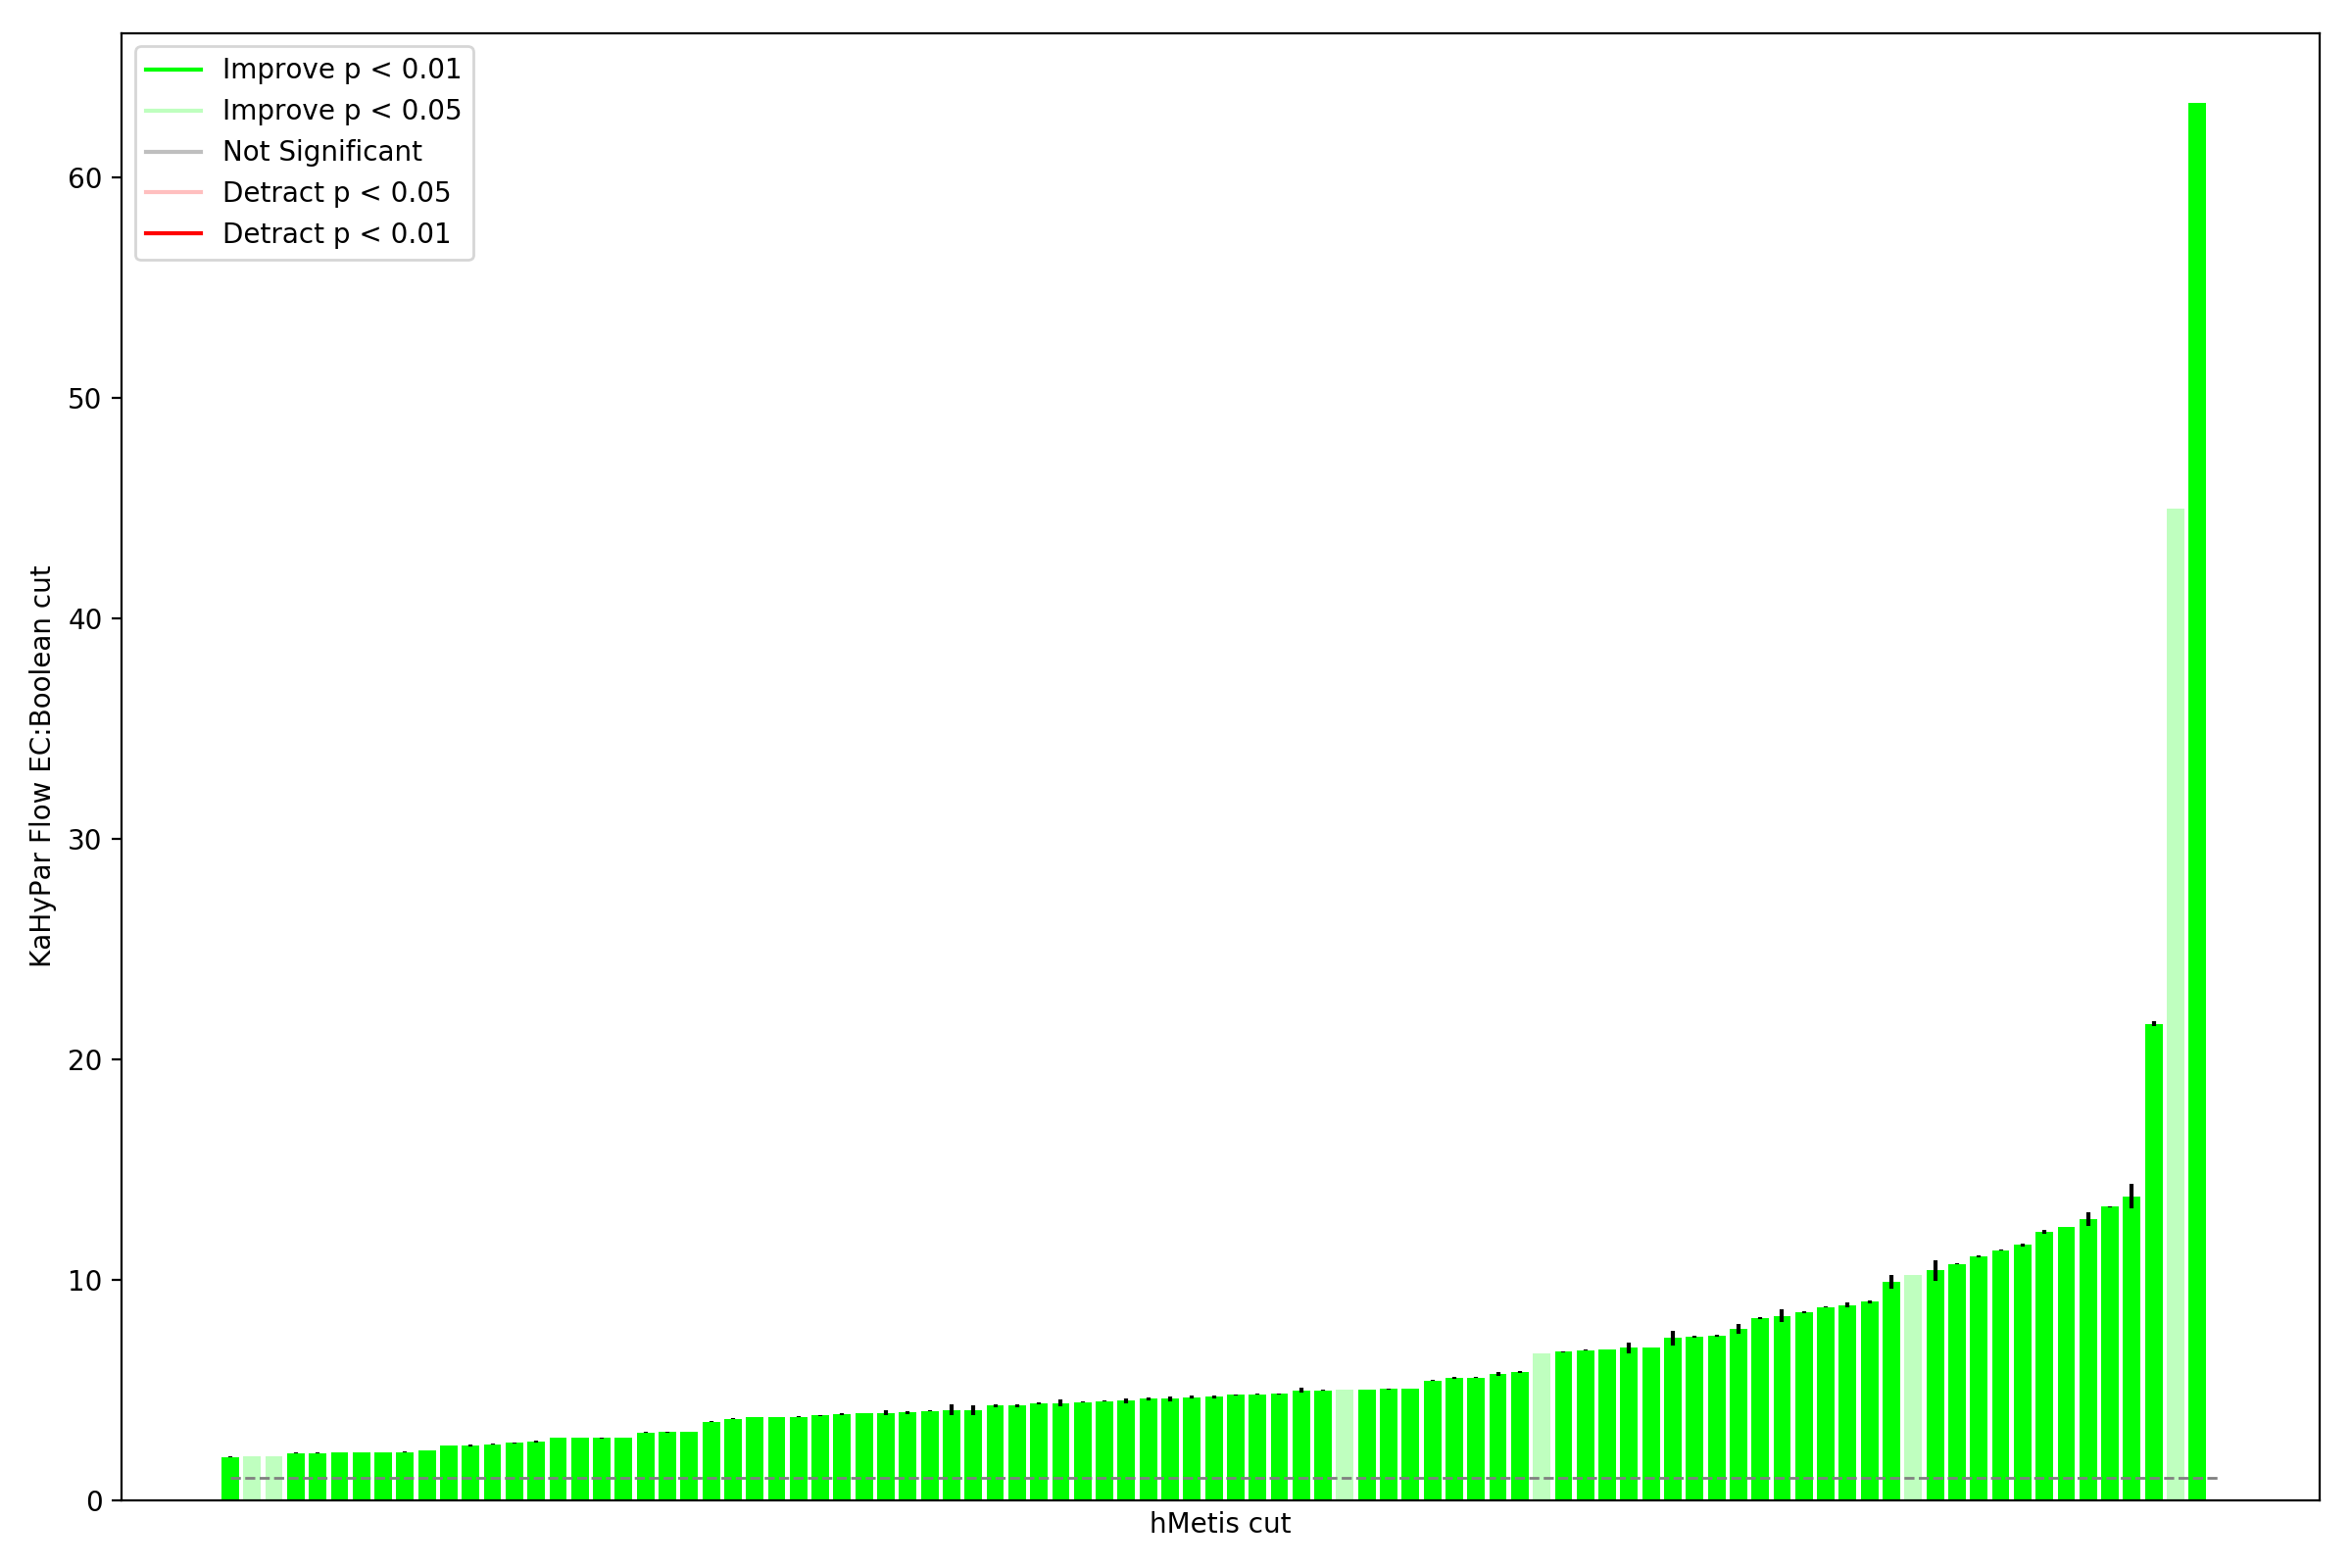 Improve p < 0.01
Improve p < 0.05
Not Significant
Detract p < 0.05
Detract p < 0.01
60
50
40
30
20
10
0
KaHyPar Flow EC:Boolean cut
hMetis cut